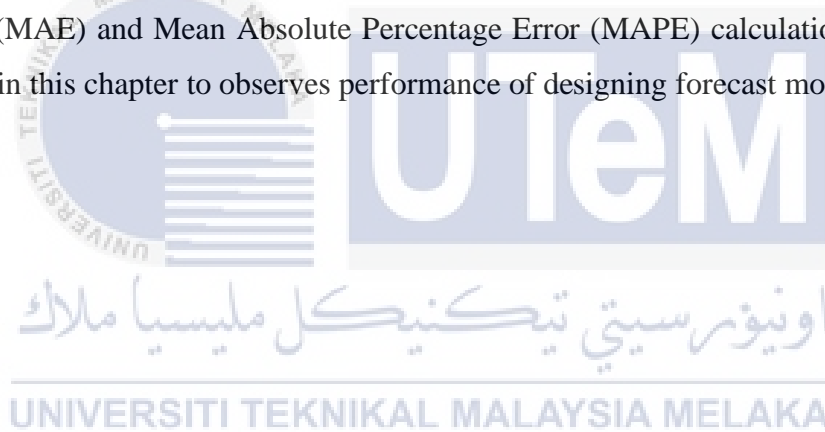 (MAE) and Mean Absolute Percentage Error (MAPE) calculatio
in this chapter to observes performance of designing forecast mo
UTeM
اونيۏرسيتي تيكنيكل مليسيا ملاك
UNIVERSITI TEKNIKAL MALAYSIA MELAKA